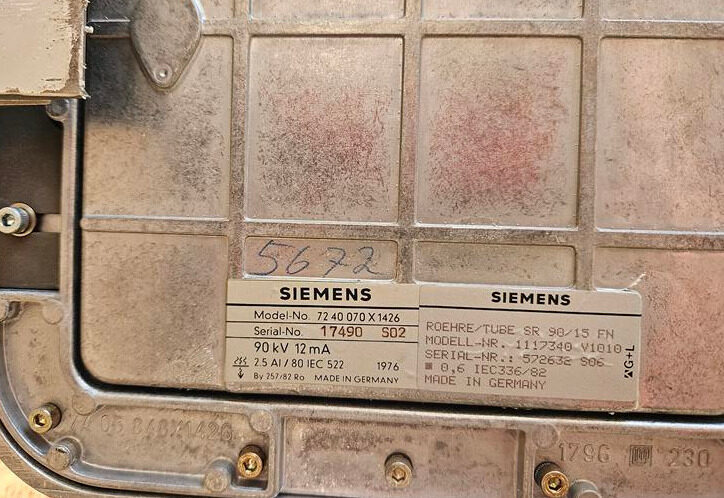 5672
SIEMENS
Model-No. 72 40 070 X 1426
Serial-No. 17490 S02
90 kV 12 mA
2.5 Al / 80 IEC 522 1976
By 257/82 Ro MADE IN GERMANY
SIEMENS
ROEHRE/TUBE SR 90/15 FN
MODELL-NR. 1117340 V1010
SERIAL-NR.: 572632 S06
0,6 IEC336/82
MADE IN GERMANY
G+L
1796 230